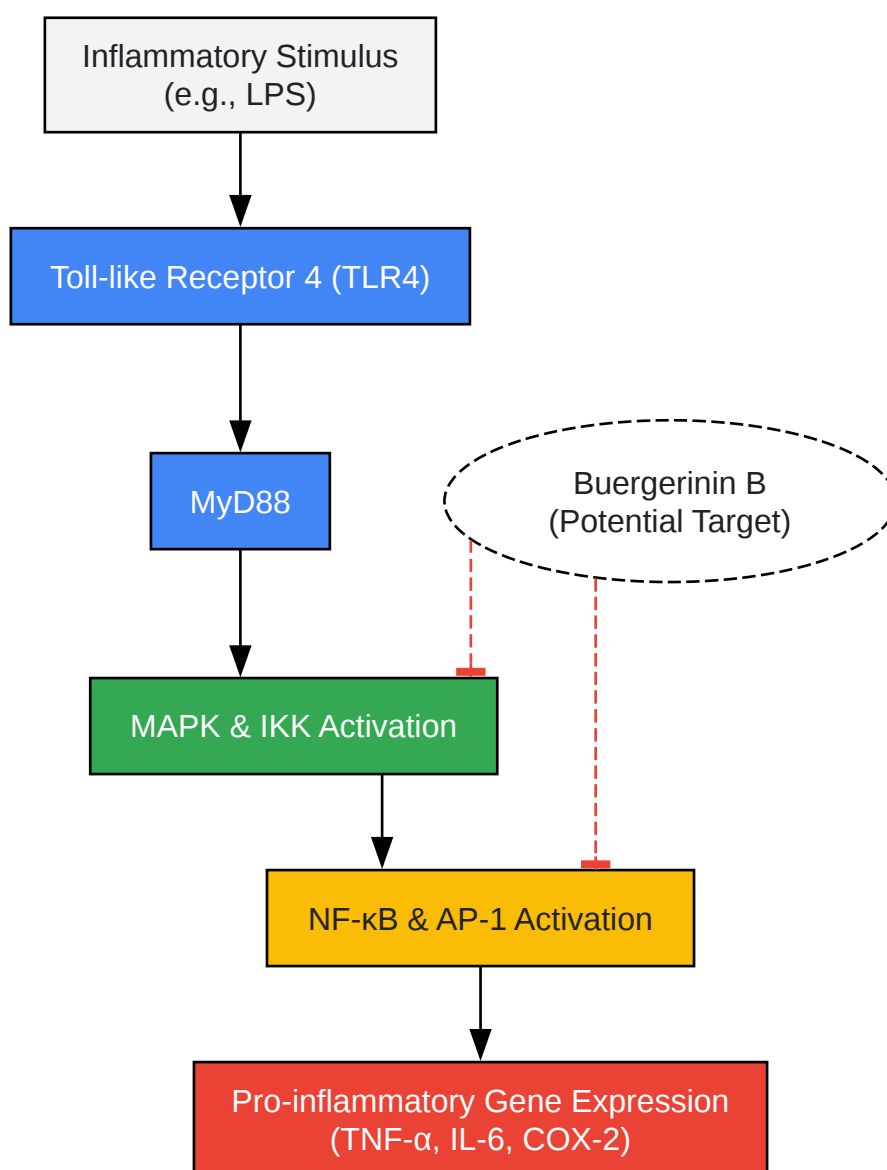 Inflammatory Stimulus
(e.g., LPS)
Toll-like Receptor 4 (TLR4)
MyD88
Buergerinin B
(Potential Target)
MAPK & IKK Activation
NF-κB & AP-1 Activation
Pro-inflammatory Gene Expression
(TNF-α, IL-6, COX-2)